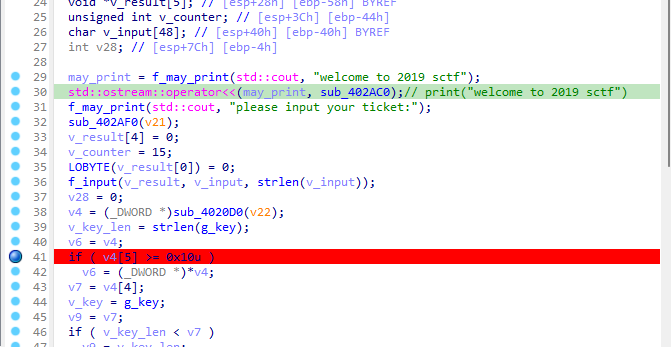 24 void *v_result[5]; // [esp+28h] [ebp-58h] BYREF
25 unsigned int v_counter; // [esp+3Ch] [ebp-44h]
26 char v_input[48]; // [esp+40h] [ebp-40h] BYREF
27 int v28; // [esp+7Ch] [ebp-4h]
28
29 may_print = f_may_print(std::cout, "welcome to 2019 sctf");
30 std::ostream::operator<<(may_print, sub_402AC0);// print("welcome to 2019 sctf")
31 f_may_print(std::cout, "please input your ticket:");
32 sub_402AF0(v21);
33 v_result[4] = 0;
34 v_counter = 15;
35 LOBYTE(v_result[0]) = 0;
36 f_input(v_result, v_input, strlen(v_input));
37 v28 = 0;
38 v4 = (_DWORD *)sub_4020D0(v22);
39 v_key_len = strlen(g_key);
40 v6 = v4;
41 if ( v4[5] >= 0x10u )
42 v6 = (_DWORD *)*v4;
43 v7 = v4[4];
44 v_key = g_key;
45 v9 = v7;
46 if ( v_key_len < v7 )
47 v9 = v_key_len;